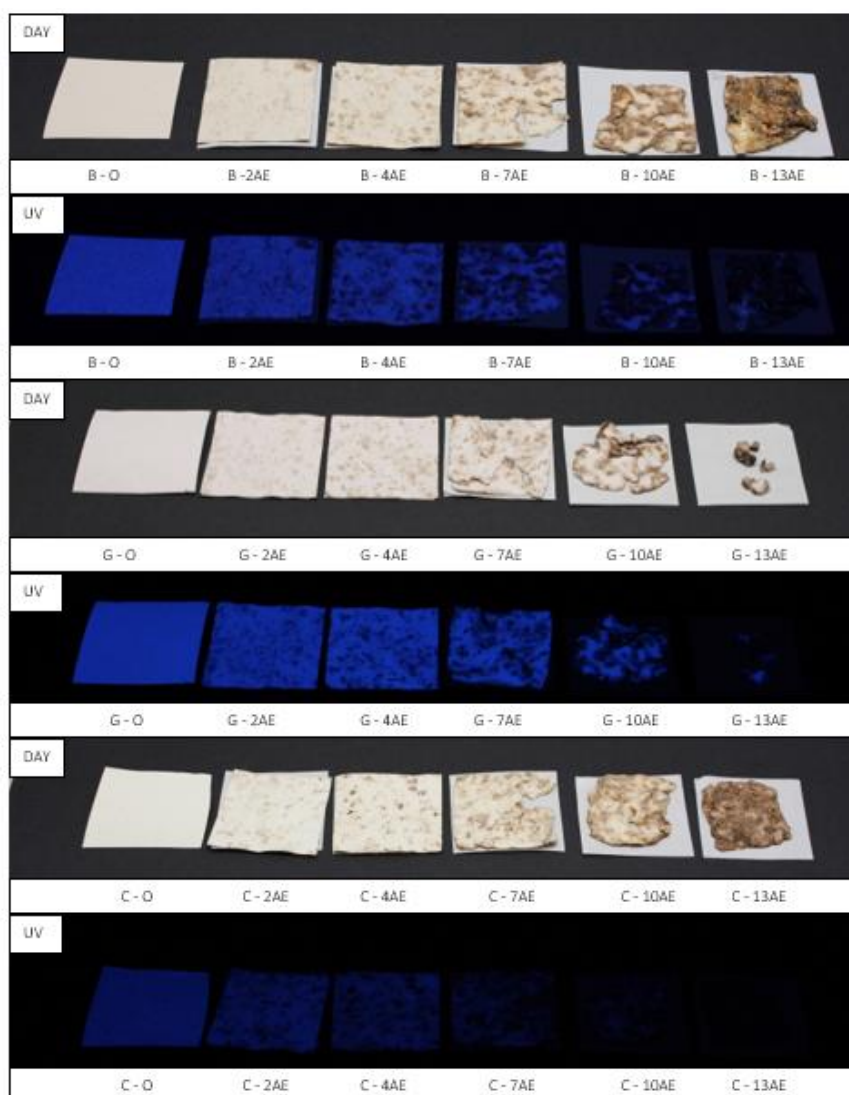 DAY
B - O B -2AE B - 4AE B - 7AE B - 10AE B - 13AE
UV
B - O B - 2AE B - 4AE B -7AE B - 10AE B - 13AE
DAY
G - O G - 2AE G - 4AE G - 7AE G - 10AE G - 13AE
UV
G - O G - 2AE G - 4AE G - 7AE G - 10AE G - 13AE
DAY
C - O C - 2AE C - 4AE C - 7AE C - 10AE C - 13AE
UV
C - O C - 2AE C - 4AE C - 7AE C - 10AE C - 13AE